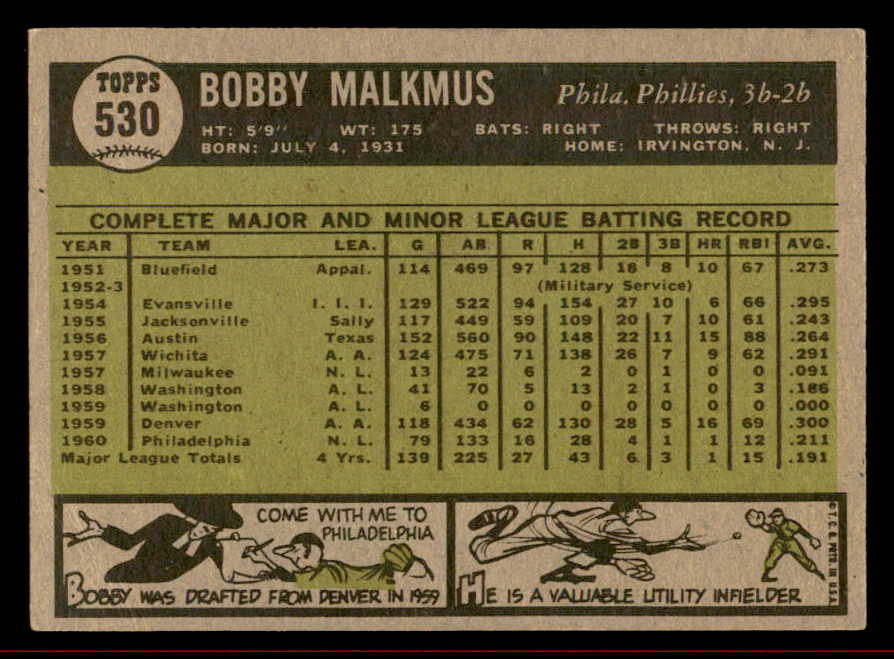 TOPPS
530
BOBBY MALKMUS Phila. Phillies, 3b-2b
HT: 5'9" WT: 175 BATS: RIGHT THROWS: RIGHT
BORN: JULY 4, 1931 HOME: IRVINGTON, N. J.
COMPLETE MAJOR AND MINOR LEAGUE BATTING RECORD
YEAR TEAM LEA. G AB R H 2B 3B HR RBI AVG.
1951 Bluefield Appal. 114 469 97 128 18 8 10 67 .273
1952-3 (Military Service)
1954 Evansville I. I. I. 129 522 94 154 27 10 6 66 .295
1955 Jacksonville Sally 117 449 59 109 20 7 10 61 .243
1956 Austin Texas 152 560 90 148 22 11 15 88 .264
1957 Wichita A. A. 124 475 71 138 26 7 9 62 .291
1957 Milwaukee N. L. 13 22 6 2 0 1 0 0 .091
1958 Washington A. L. 41 70 5 13 2 1 0 3 .186
1959 Washington A. L. 6 0 0 0 0 0 0 0 .000
1959 Denver A. A. 118 434 62 130 28 5 16 69 .300
1960 Philadelphia N. L. 79 133 16 28 4 1 1 12 .211
Major League Totals 4 Yrs. 139 225 27 43 6 3 1 15 .191
COME WITH ME TO
PHILADELPHIA
BOBBY WAS DRAFTED FROM DENVER IN 1959
HE IS A VALUABLE UTILITY INFIELDER
© T. C. G. PRTD. IN U.S.A.